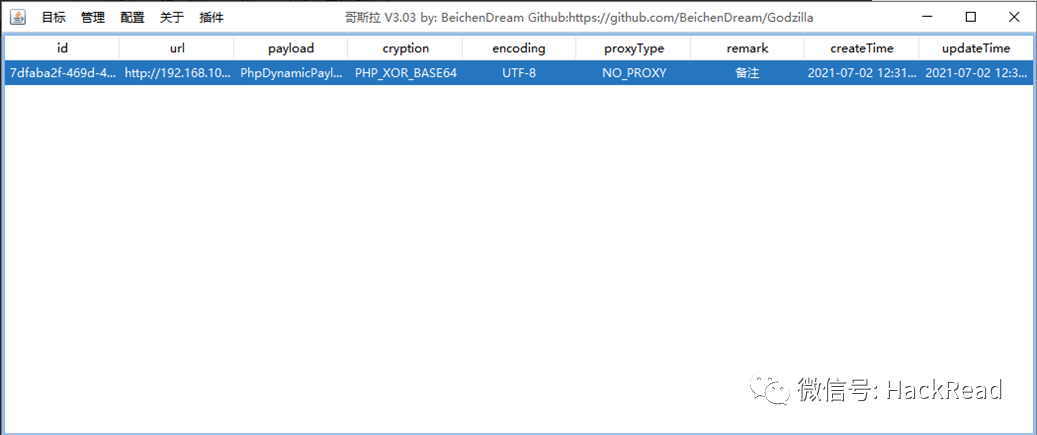 哥斯拉 V3.03 by: BeichenDream Github:https://github.com/BeichenDream/Godzilla
目标 管理 配置 关于 插件
id url payload cryption encoding proxyType remark createTime updateTime
7dfaba2f-469d-4... http://192.168.10... PhpDynamicPayl... PHP_XOR_BASE64 UTF-8 NO_PROXY 备注 2021-07-02 12:31... 2021-07-02 12:3...
微信号: HackRead